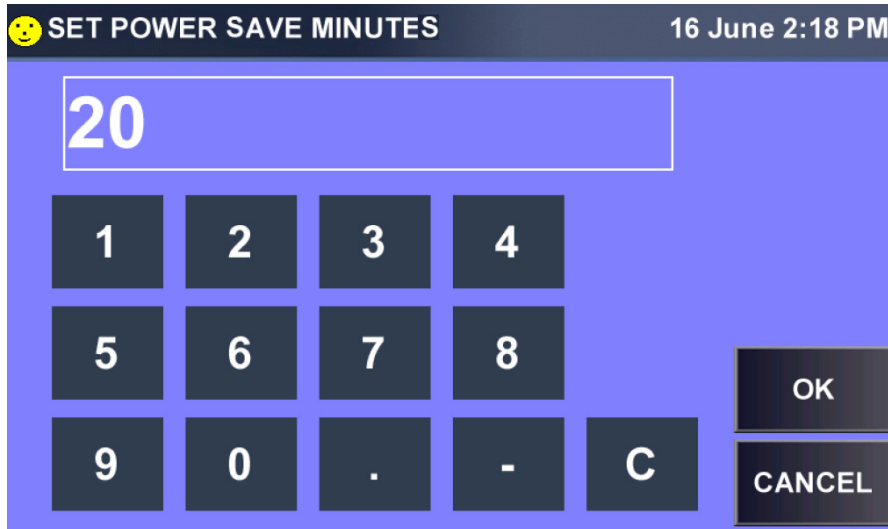 SET POWER SAVE MINUTES 16 June 2:18 PM
20
1 2 3 4
5 6 7 8
OK
9 0 . - C
CANCEL